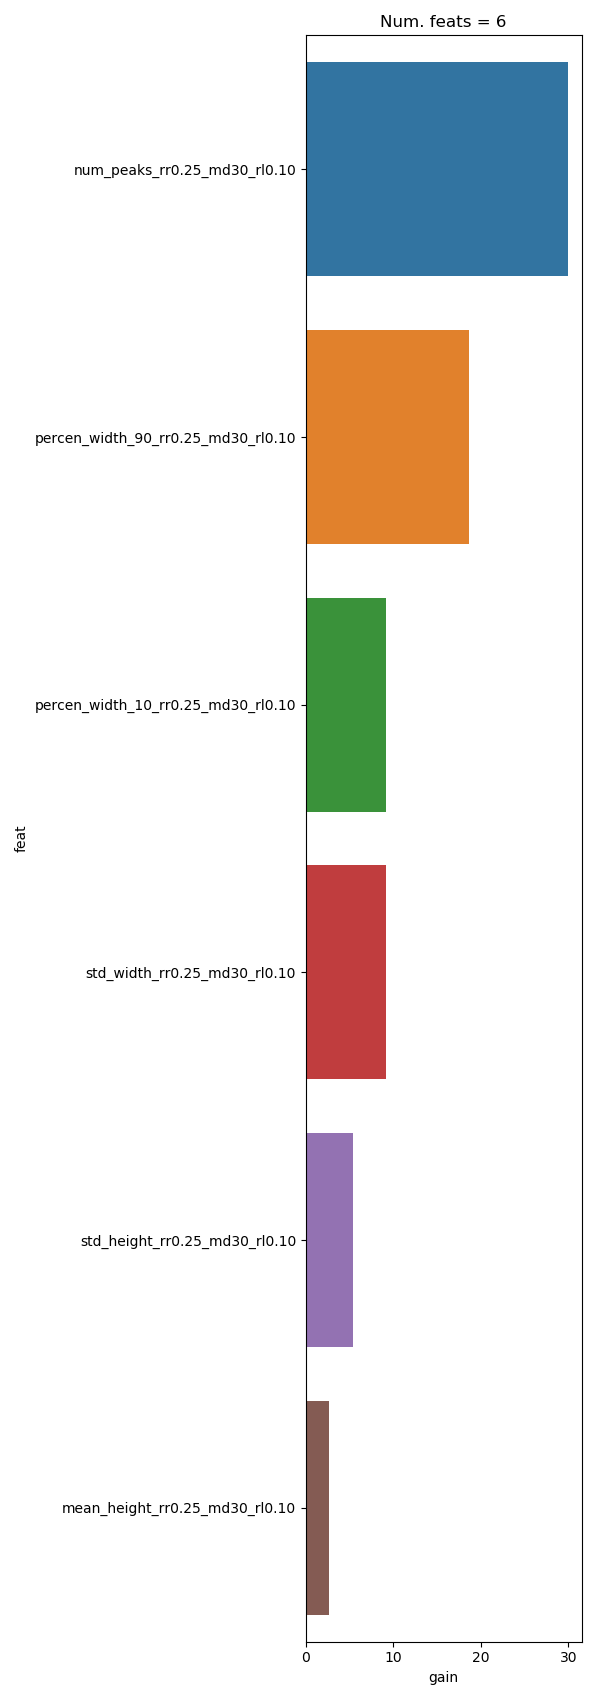 Num. feats = 6
num_peaks_rr0.25_md30_rl0.10
percen_width_90_rr0.25_md30_rl0.10
percen_width_10_rr0.25_md30_rl0.10
feat
std_width_rr0.25_md30_rl0.10
std_height_rr0.25_md30_rl0.10
mean_height_rr0.25_md30_rl0.10
0 10 20 30
gain